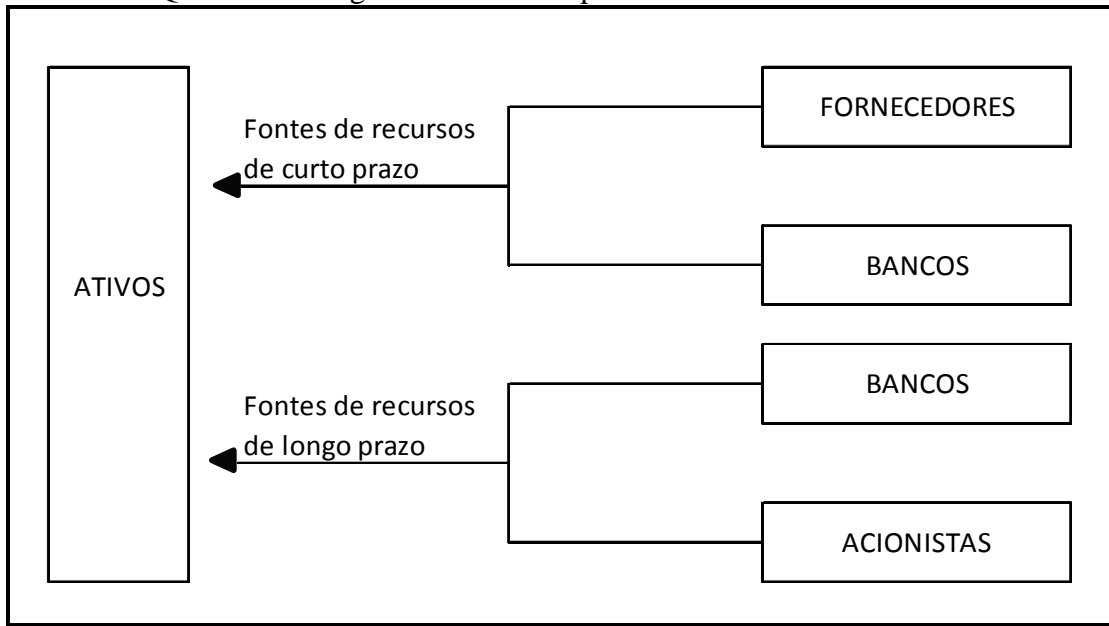 FORNECEDORES
Fontes de recursos
de curto prazo
BANCOS
ATIVOS
BANCOS
Fontes de recursos
de longo prazo
ACIONISTAS